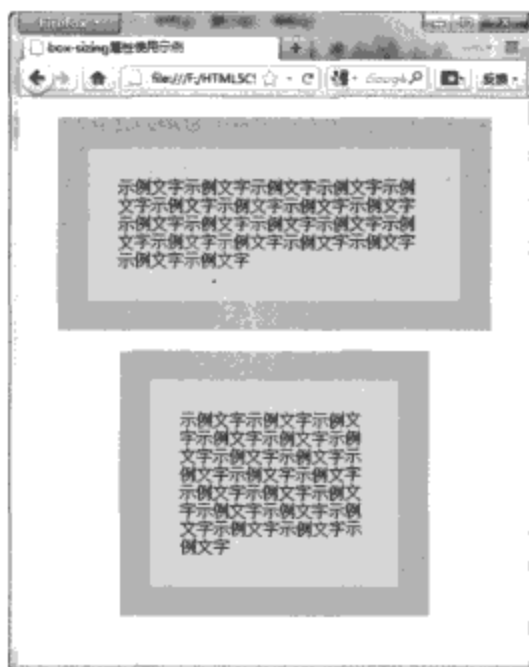 Firefox
box-sizing属性使用示例
file:///F:/HTML5C!
Google
示例文字示例文字示例文字示例文字示例
文字示例文字示例文字示例文字示例文字
示例文字示例文字示例文字示例文字示例
文字示例文字示例文字示例文字示例文字
示例文字示例文字
示例文字示例文字示例文
字示例文字示例文字示例
文字示例文字示例文字示
例文字示例文字示例文字
示例文字示例文字示例文
字示例文字示例文字示例
文字示例文字示例文字示
例文字